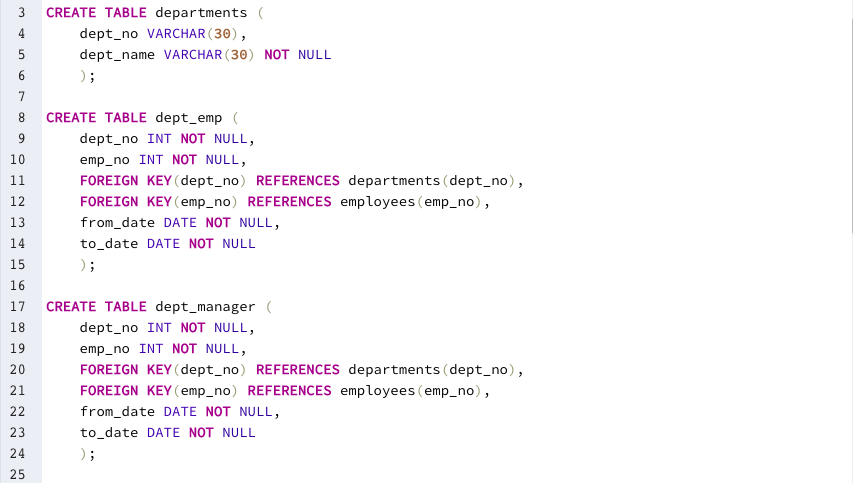 3 CREATE TABLE departments (
4 dept_no VARCHAR(30),
5 dept_name VARCHAR(30) NOT NULL
6 );
7
8 CREATE TABLE dept_emp (
9 dept_no INT NOT NULL,
10 emp_no INT NOT NULL,
11 FOREIGN KEY(dept_no) REFERENCES departments(dept_no),
12 FOREIGN KEY(emp_no) REFERENCES employees(emp_no),
13 from_date DATE NOT NULL,
14 to_date DATE NOT NULL
15 );
16
17 CREATE TABLE dept_manager (
18 dept_no INT NOT NULL,
19 emp_no INT NOT NULL,
20 FOREIGN KEY(dept_no) REFERENCES departments(dept_no),
21 FOREIGN KEY(emp_no) REFERENCES employees(emp_no),
22 from_date DATE NOT NULL,
23 to_date DATE NOT NULL
24 );
25